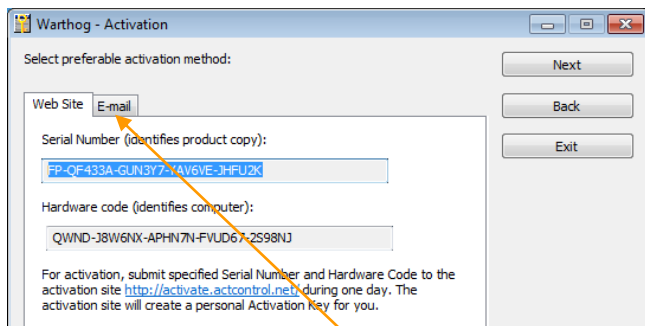 Warthog - Activation
Select preferable activation method:
Next
Web Site
E-mail
Back
Serial Number (identifies product copy):
Exit
FP-QF433A-GUN3Y7-YAV6VE-JHFU2K
Hardware code (identifies computer):
QWND-J8W6NX-APHN7N-FVUD67-2S98NJ
For activation, submit specified Serial Number and Hardware Code to the
activation site http://activate.actcontrol.net/ during one day. The
activation site will create a personal Activation Key for you.